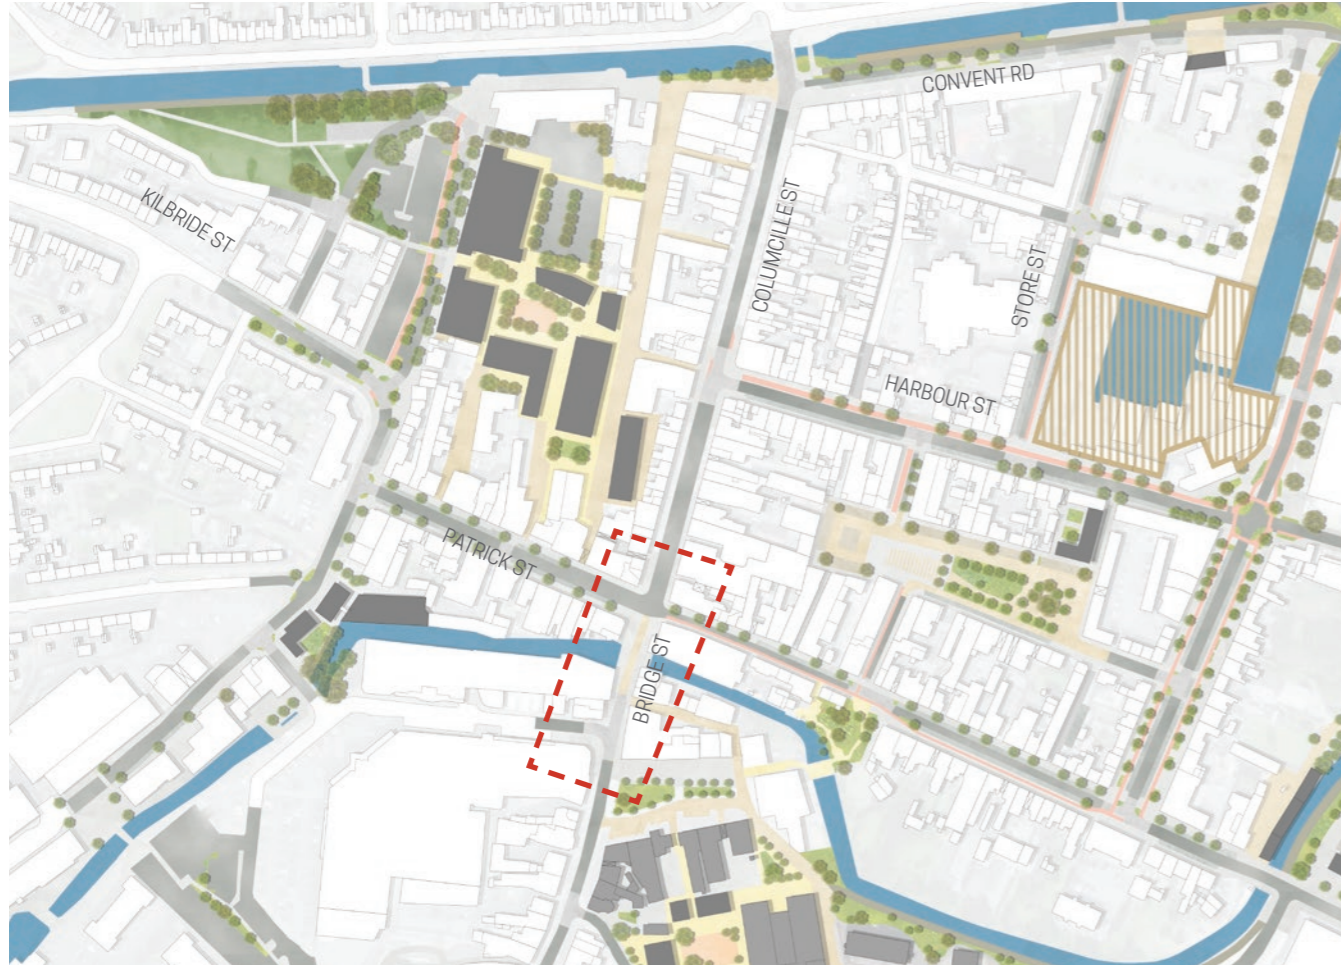 CONVENT RD
KILBRIDE ST
COLUMCILLE ST
STORE ST
HARBOUR ST
PATRICK ST
BRIDGE ST